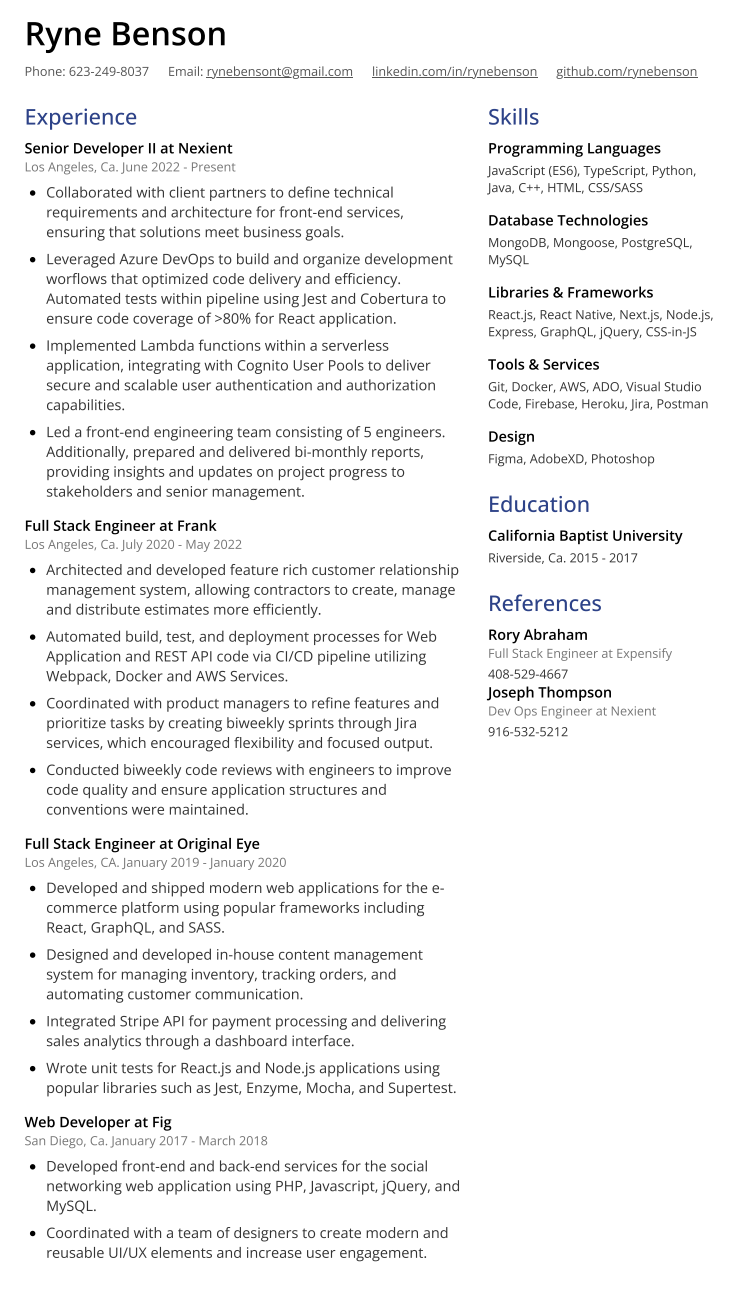 Ryne Benson
Phone: 623-249-8037 Email: rynebensont@gmail.com linkedin.com/in/rynebenson github.com/rynebenson
Experience
Senior Developer II at Nexient
Los Angeles, Ca. June 2022 - Present
Collaborated with client partners to define technical
requirements and architecture for front-end services,
ensuring that solutions meet business goals.
Leveraged Azure DevOps to build and organize development
worflows that optimized code delivery and efficiency.
Automated tests within pipeline using Jest and Cobertura to
ensure code coverage of >80% for React application.
Implemented Lambda functions within a serverless
application, integrating with Cognito User Pools to deliver
secure and scalable user authentication and authorization
capabilities.
Led a front-end engineering team consisting of 5 engineers.
Additionally, prepared and delivered bi-monthly reports,
providing insights and updates on project progress to
stakeholders and senior management.
Full Stack Engineer at Frank
Los Angeles, Ca. July 2020 - May 2022
Architected and developed feature rich customer relationship
management system, allowing contractors to create, manage
and distribute estimates more efficiently.
Automated build, test, and deployment processes for Web
Application and REST API code via CI/CD pipeline utilizing
Webpack, Docker and AWS Services.
Coordinated with product managers to refine features and
prioritize tasks by creating biweekly sprints through Jira
services, which encouraged flexibility and focused output.
Conducted biweekly code reviews with engineers to improve
code quality and ensure application structures and
conventions were maintained.
Full Stack Engineer at Original Eye
Los Angeles, CA. January 2019 - January 2020
Developed and shipped modern web applications for the e-
commerce platform using popular frameworks including
React, GraphQL, and SASS.
Designed and developed in-house content management
system for managing inventory, tracking orders, and
automating customer communication.
Integrated Stripe API for payment processing and delivering
sales analytics through a dashboard interface.
Wrote unit tests for React.js and Node.js applications using
popular libraries such as Jest, Enzyme, Mocha, and Supertest.
Web Developer at Fig
San Diego, Ca. January 2017 - March 2018
Developed front-end and back-end services for the social
networking web application using PHP, Javascript, jQuery, and
MySQL.
Coordinated with a team of designers to create modern and
reusable UI/UX elements and increase user engagement.
Skills
Programming Languages
JavaScript (ES6), TypeScript, Python,
Java, C++, HTML, CSS/SASS
Database Technologies
MongoDB, Mongoose, PostgreSQL,
MySQL
Libraries & Frameworks
React.js, React Native, Next.js, Node.js,
Express, GraphQL, jQuery, CSS-in-JS
Tools & Services
Git, Docker, AWS, ADO, Visual Studio
Code, Firebase, Heroku, Jira, Postman
Design
Figma, AdobeXD, Photoshop
Education
California Baptist University
Riverside, Ca. 2015 - 2017
References
Rory Abraham
Full Stack Engineer at Expensify
408-529-4667
Joseph Thompson
Dev Ops Engineer at Nexient
916-532-5212